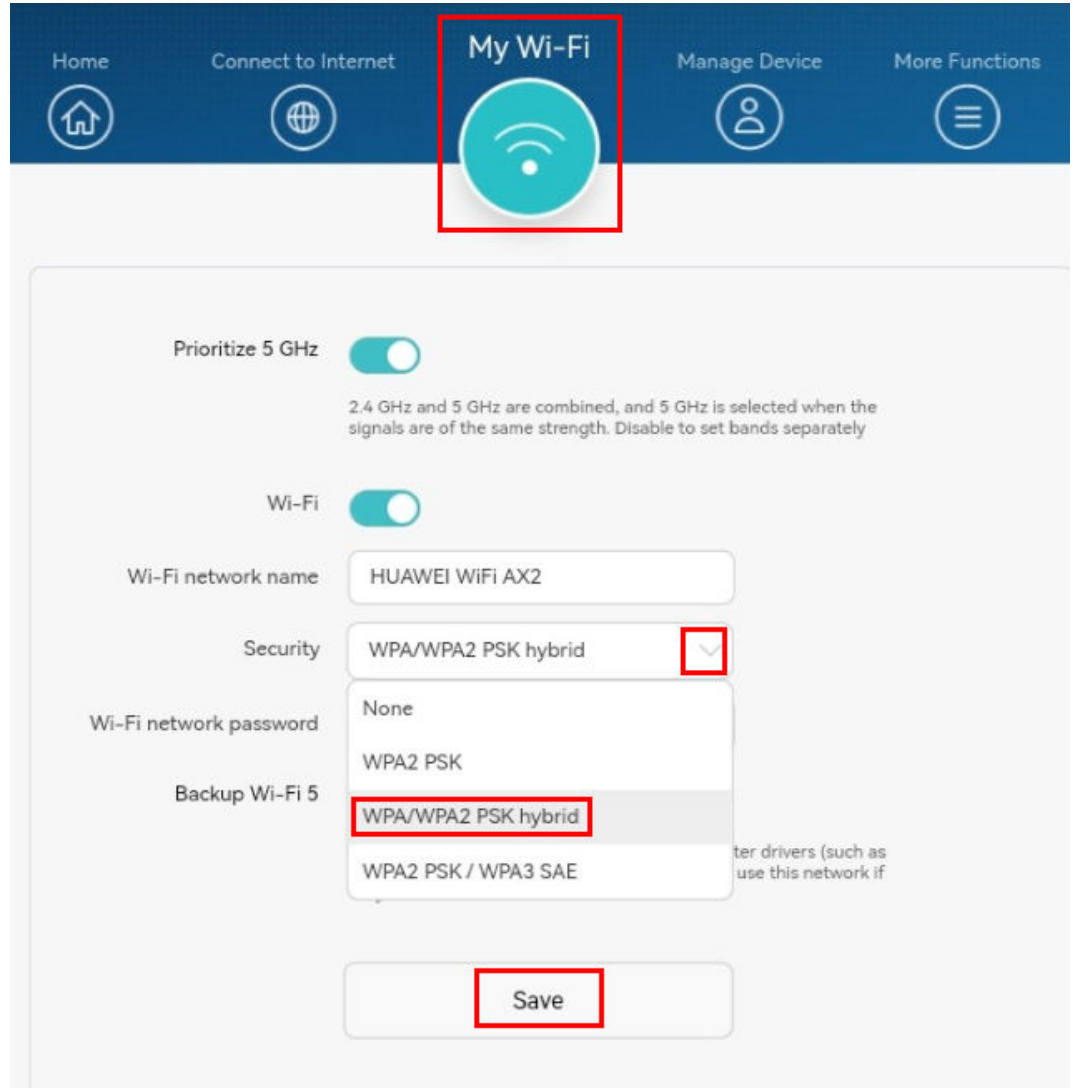 Home
Connect to Internet
My Wi-Fi
Manage Device
More Functions
Prioritize 5 GHz
2.4 GHz and 5 GHz are combined, and 5 GHz is selected when the
signals are of the same strength. Disable to set bands separately
Wi-Fi
Wi-Fi network name
HUAWEI WiFi AX2
Security
WPA/WPA2 PSK hybrid
None
Wi-Fi network password
WPA2 PSK
Backup Wi-Fi 5
WPA/WPA2 PSK hybrid
ter drivers (such as
WPA2 PSK / WPA3 SAE
use this network if
Save